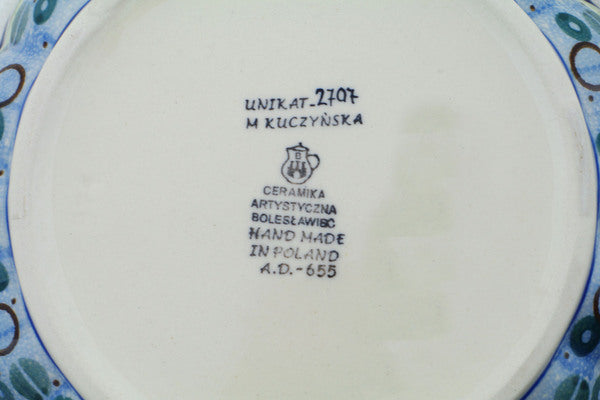 UNIKAT-2707
M KUCZYŃSKA
CERAMIKA
ARTYSTYCZNA
BOLESŁAWIEC
HAND MADE
IN POLAND
A.D.-655